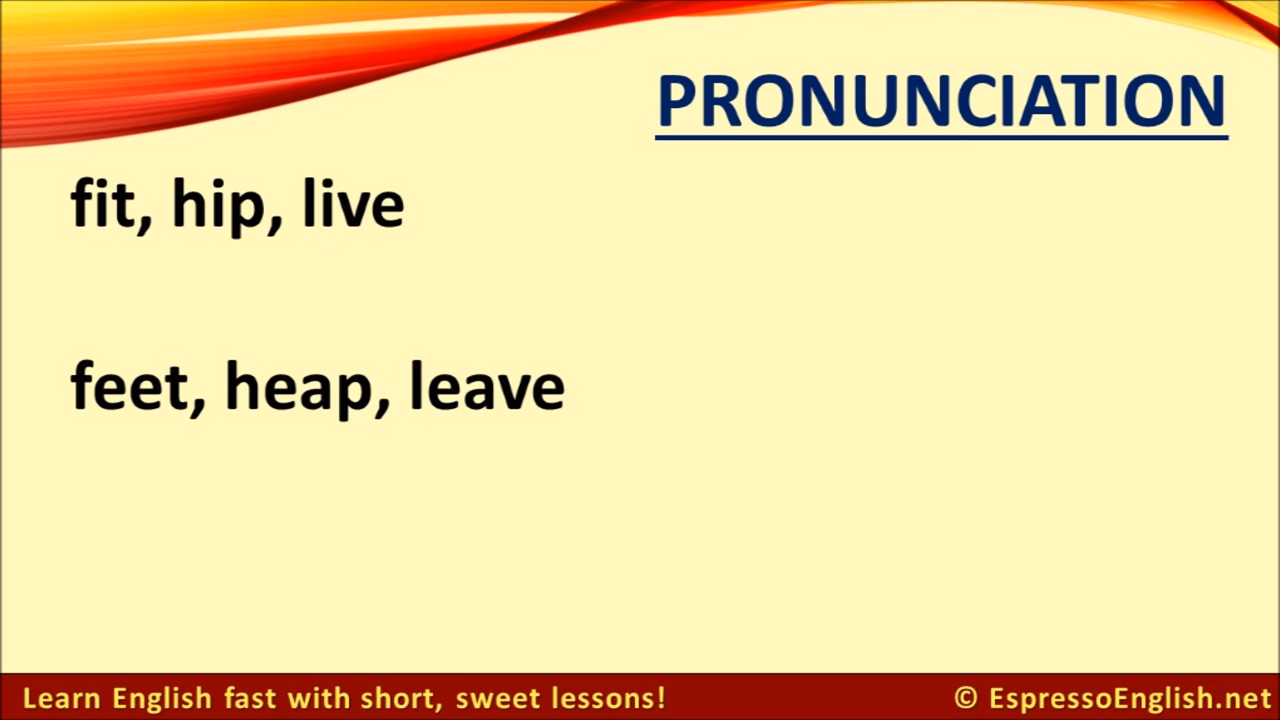 PRONUNCIATION
fit, hip, live
feet, heap, leave
Learn English fast with short, sweet lessons!
© EspressoEnglish.net